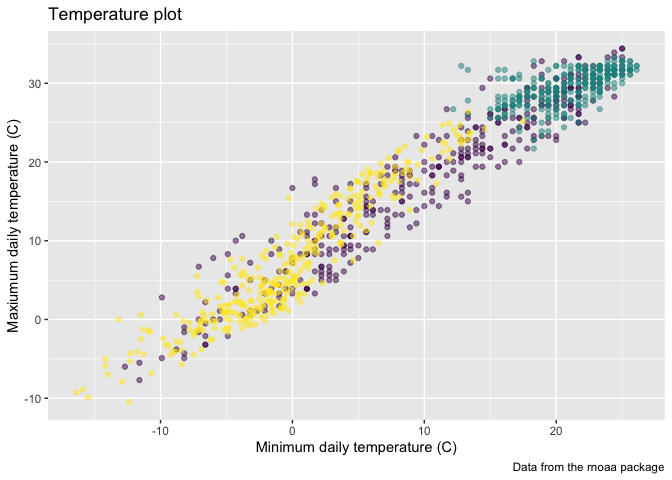 Temperature plot
30
20
10
0
-10
Maxiumum daily temperature (C)
-10 0 10 20
Minimum daily temperature (C)
Data from the rnoaa package